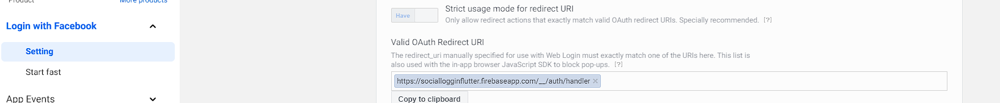 Product
More products
Login with Facebook
Setting
Start fast
App Events
Have
Strict usage mode for redirect URI
Only allow redirect actions that exactly match valid OAuth redirect URIs. Specially recommended. [?]
Valid OAuth Redirect URI
The redirect_uri manually specified for use with Web Login must exactly match one of the URIs here. This list is
also used with the in-app browser JavaScript SDK to block pop-ups. [?]
https://sociallogginflutter.firebaseapp.com/__/auth/handler ×
Copy to clipboard